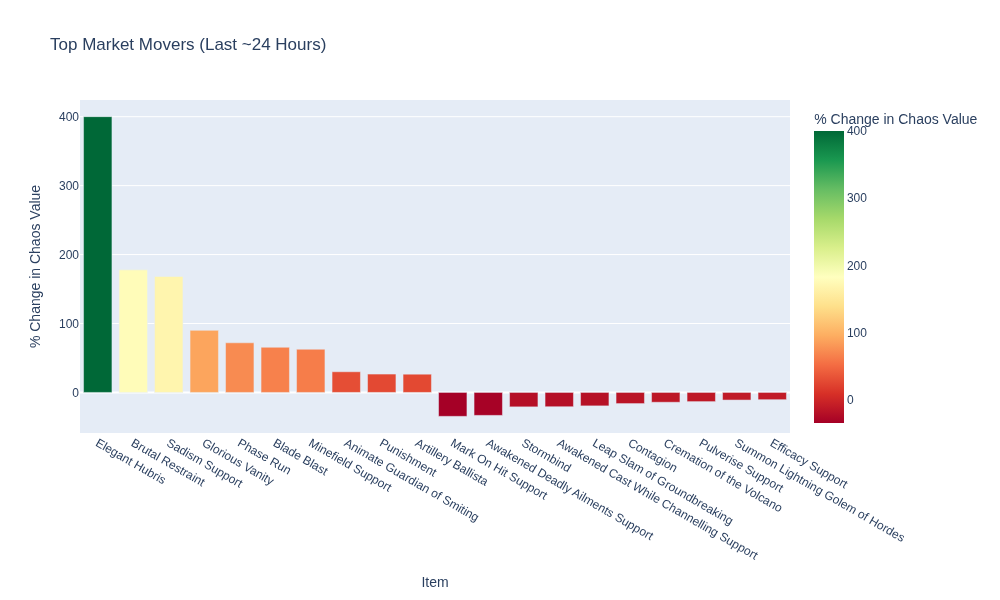 Top Market Movers (Last ~24 Hours)
% Change in Chaos Value
400
300
200
100
0
Elegant Hubris
Brutal Restraint
Sadism Support
Glorious Vanity
Phase Run
Blade Blast
Minefield Support
Animate Guardian of Smiting
Punishment
Artillery Ballista
Mark On Hit Support
Awakened Deadly Ailments Support
Stormbind
Awakened Cast While Channelling Support
Leap Slam of Groundbreaking
Contagion
Cremation of the Volcano
Pulverise Support
Summon Lightning Golem of Hordes
Efficacy Support
Item
% Change in Chaos Value
400
300
200
100
0